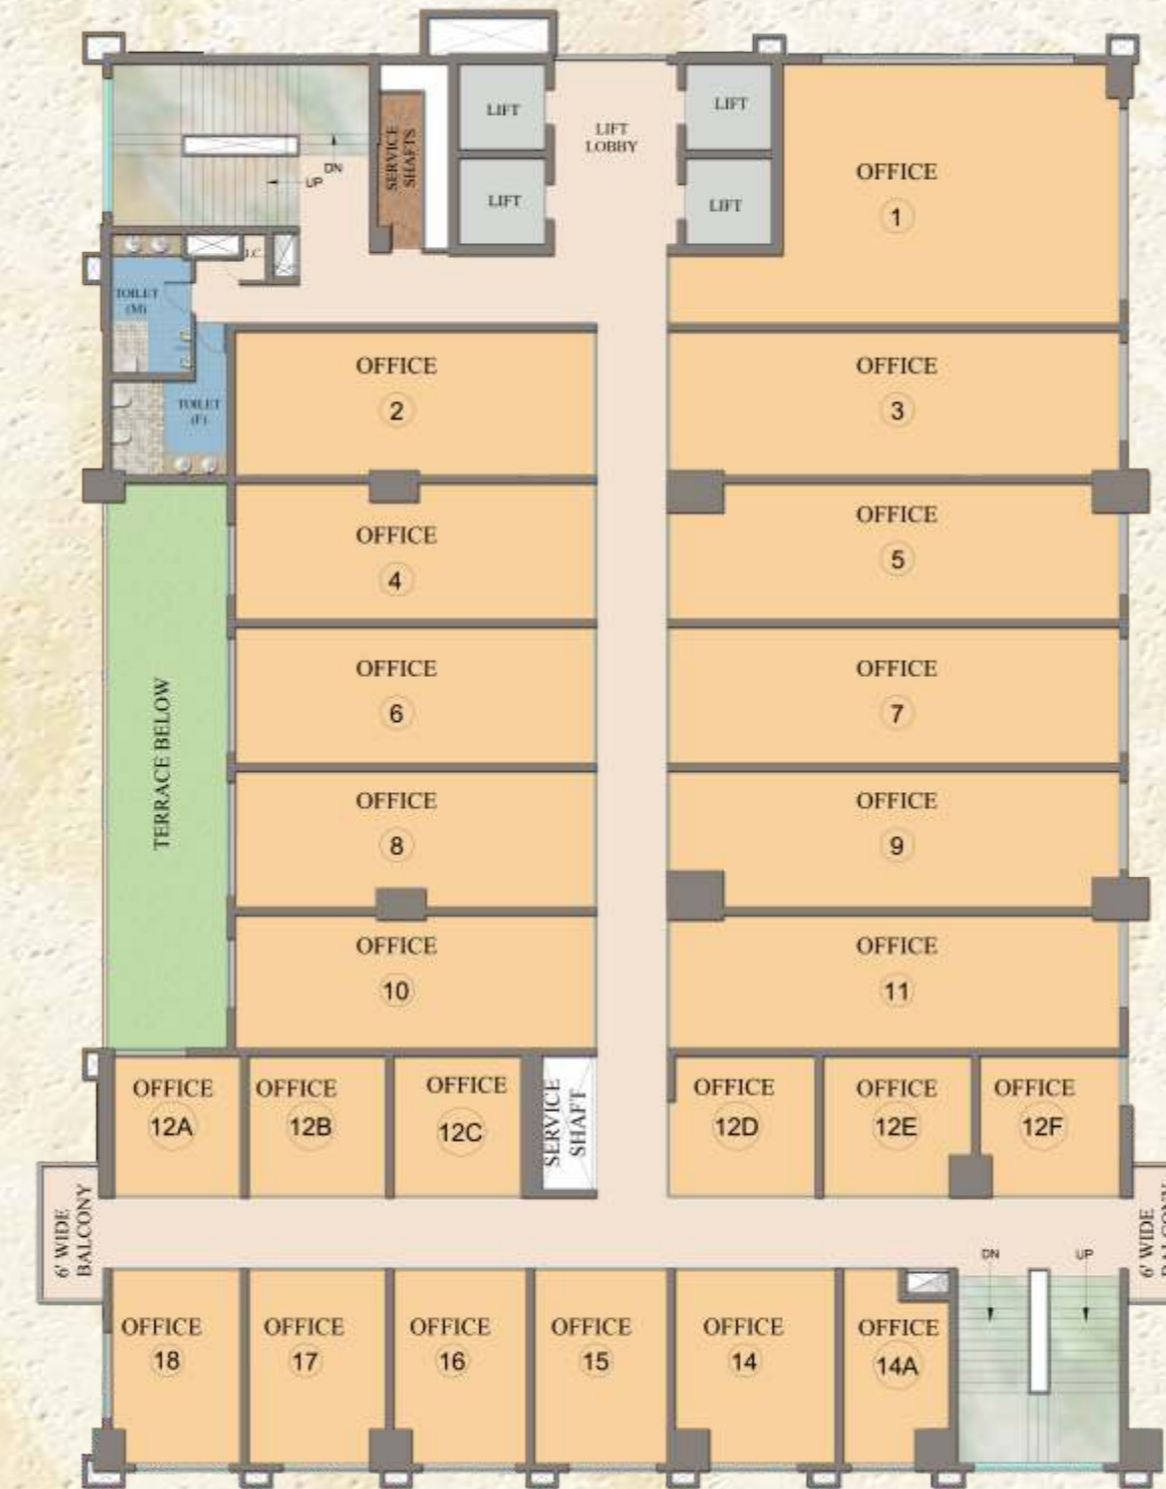 LIFT
LIFT
LIFT
LOBBY
SERVICE
SHAFTS
DN
UP
LIFT
LIFT
OFFICE
1
TOILET
(M)
TOILET
(F)
OFFICE
2
OFFICE
3
OFFICE
4
OFFICE
5
TERRACE BELOW
OFFICE
6
OFFICE
7
OFFICE
8
OFFICE
9
OFFICE
10
OFFICE
11
OFFICE
12A
OFFICE
12B
OFFICE
12C
SERVICE
SHAFT
OFFICE
12D
OFFICE
12E
OFFICE
12F
6' WIDE
BALCONY
6' WIDE
BALCONY
DN
UP
OFFICE
18
OFFICE
17
OFFICE
16
OFFICE
15
OFFICE
14
OFFICE
14A